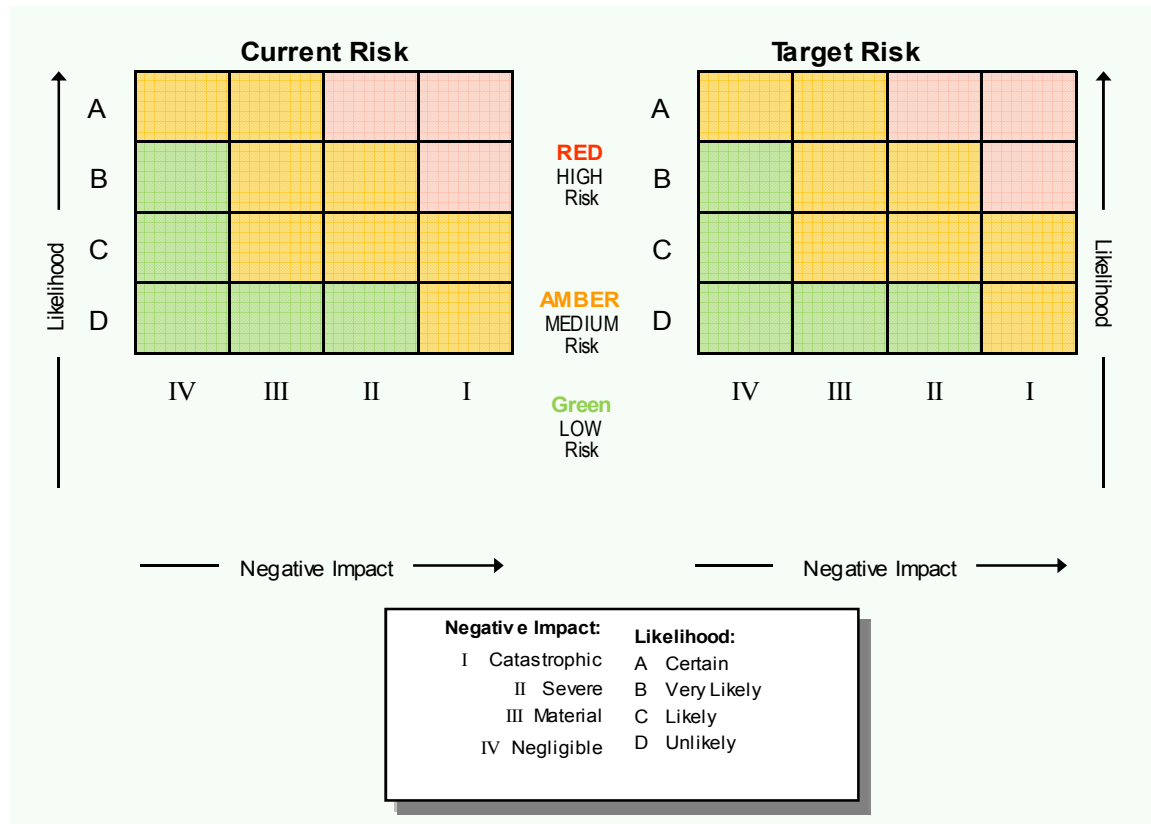 Current Risk
Target Risk
A
B
C
D
Likelihood
IV III II I
RED
HIGH
Risk
AMBER
MEDIUM
Risk
Green
LOW
Risk
A
B
C
D
Likelihood
IV III II I
Negative Impact
Negative Impact
Negative Impact:
I Catastrophic
II Severe
III Material
IV Negligible
Likelihood:
A Certain
B Very Likely
C Likely
D Unlikely